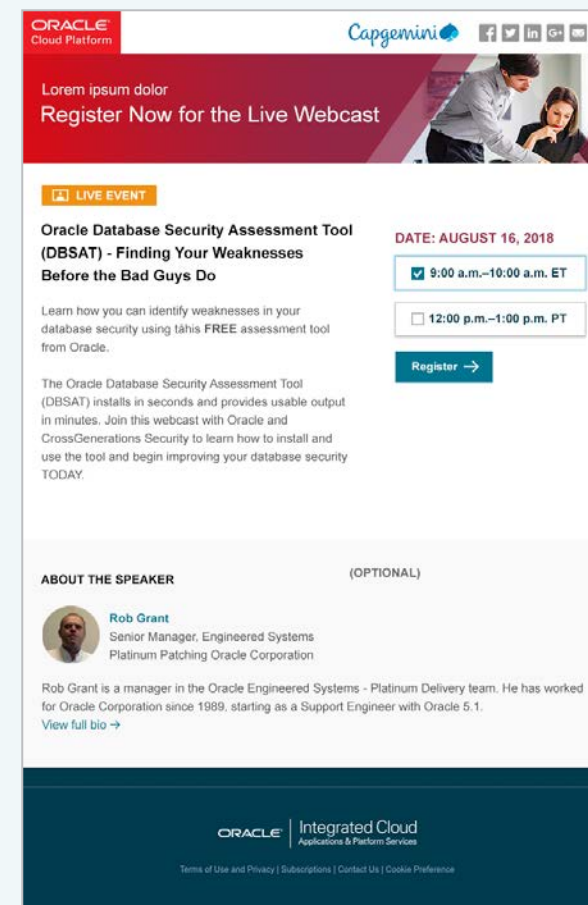 ORACLE
Cloud Platform
Capgemini
Lorem ipsum dolor
Register Now for the Live Webcast
LIVE EVENT
Oracle Database Security Assessment Tool
(DBSAT) - Finding Your Weaknesses
Before the Bad Guys Do
Learn how you can identify weaknesses in your
database security using táhis FREE assessment tool
from Oracle.
The Oracle Database Security Assessment Tool
(DBSAT) installs in seconds and provides usable output
in minutes. Join this webcast with Oracle and
CrossGenerations Security to learn how to install and
use the tool and begin improving your database security
TODAY.
DATE: AUGUST 16, 2018
9:00 a.m.–10:00 a.m. ET
12:00 p.m.–1:00 p.m. PT
Register →
ABOUT THE SPEAKER
(OPTIONAL)
Rob Grant
Senior Manager, Engineered Systems
Platinum Patching Oracle Corporation
Rob Grant is a manager in the Oracle Engineered Systems - Platinum Delivery team. He has worked
for Oracle Corporation since 1989, starting as a Support Engineer with Oracle 5.1.
View full bio →
ORACLE | Integrated Cloud
Applications & Platform Services
Terms of Use and Privacy | Subscriptions | Contact Us | Cookie Preference